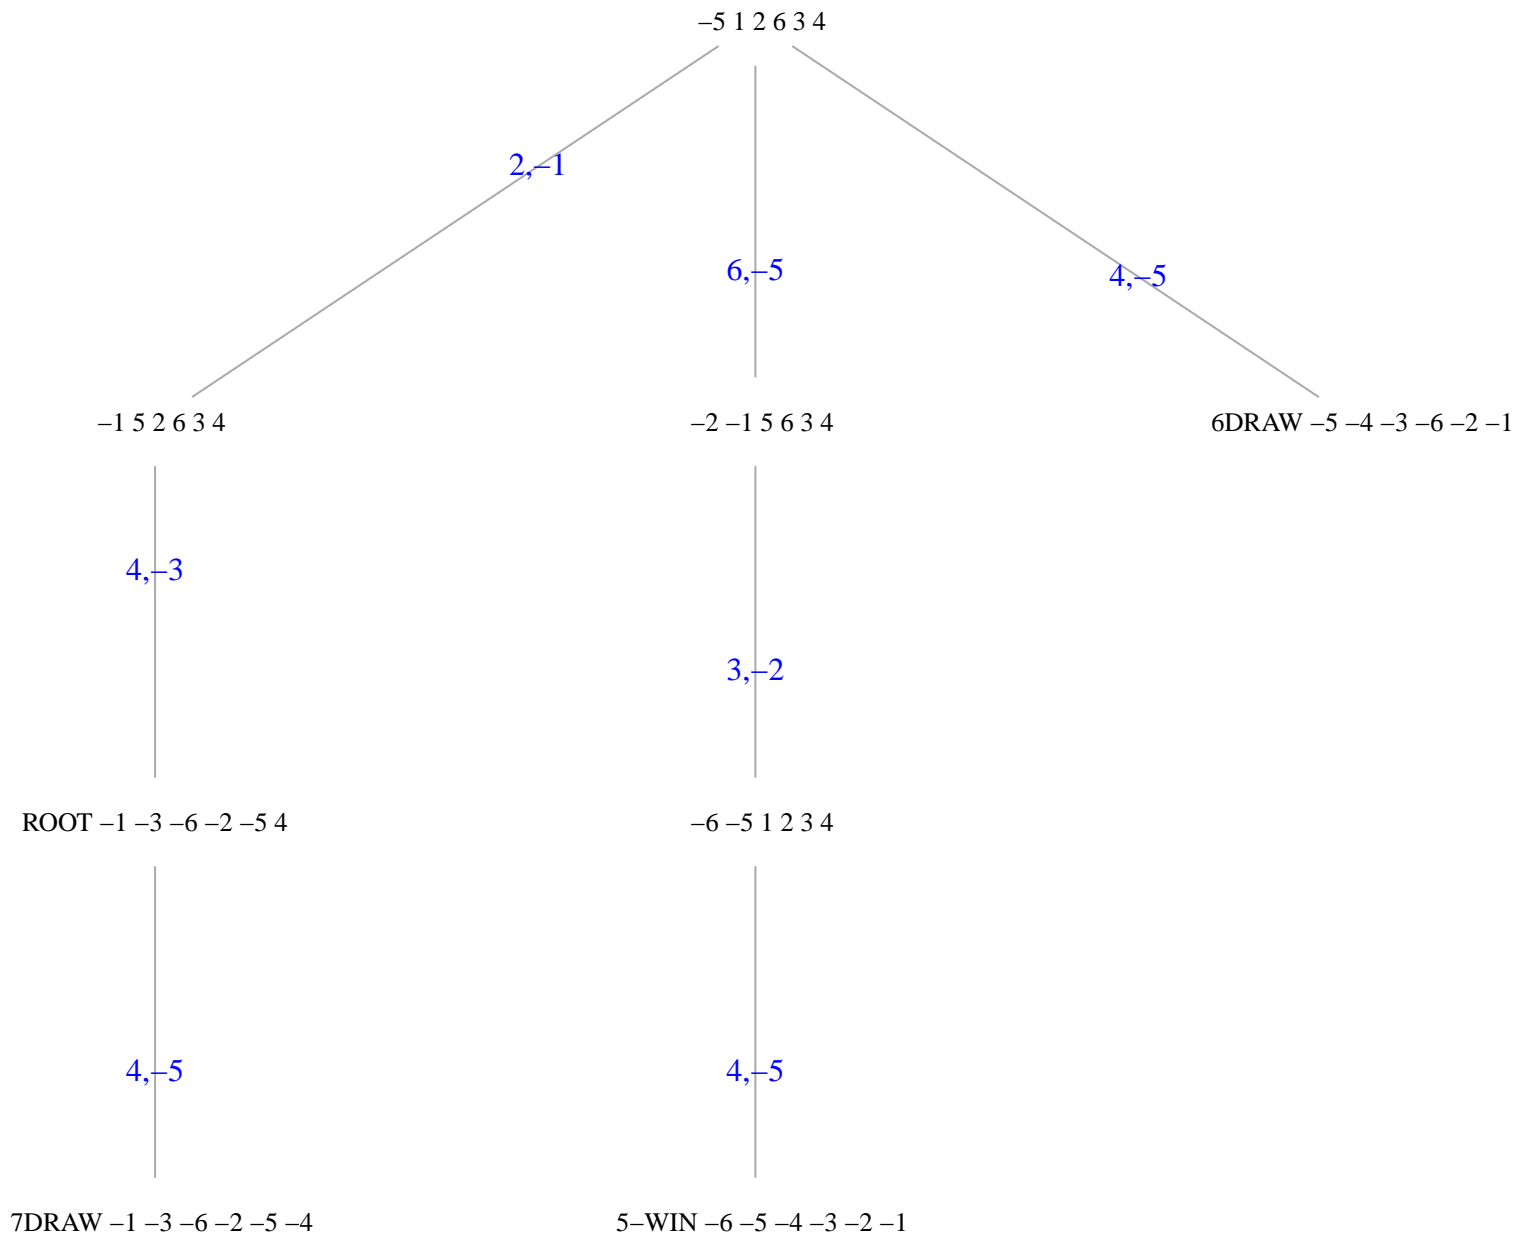 –5 1 2 6 3 4
2,–1
6,–5
4,–5
–1 5 2 6 3 4
–2 –1 5 6 3 4
6DRAW –5 –4 –3 –6 –2 –1
4,–3
3,–2
ROOT –1 –3 –6 –2 –5 4
–6 –5 1 2 3 4
4,–5
4,–5
7DRAW –1 –3 –6 –2 –5 –4
5–WIN –6 –5 –4 –3 –2 –1